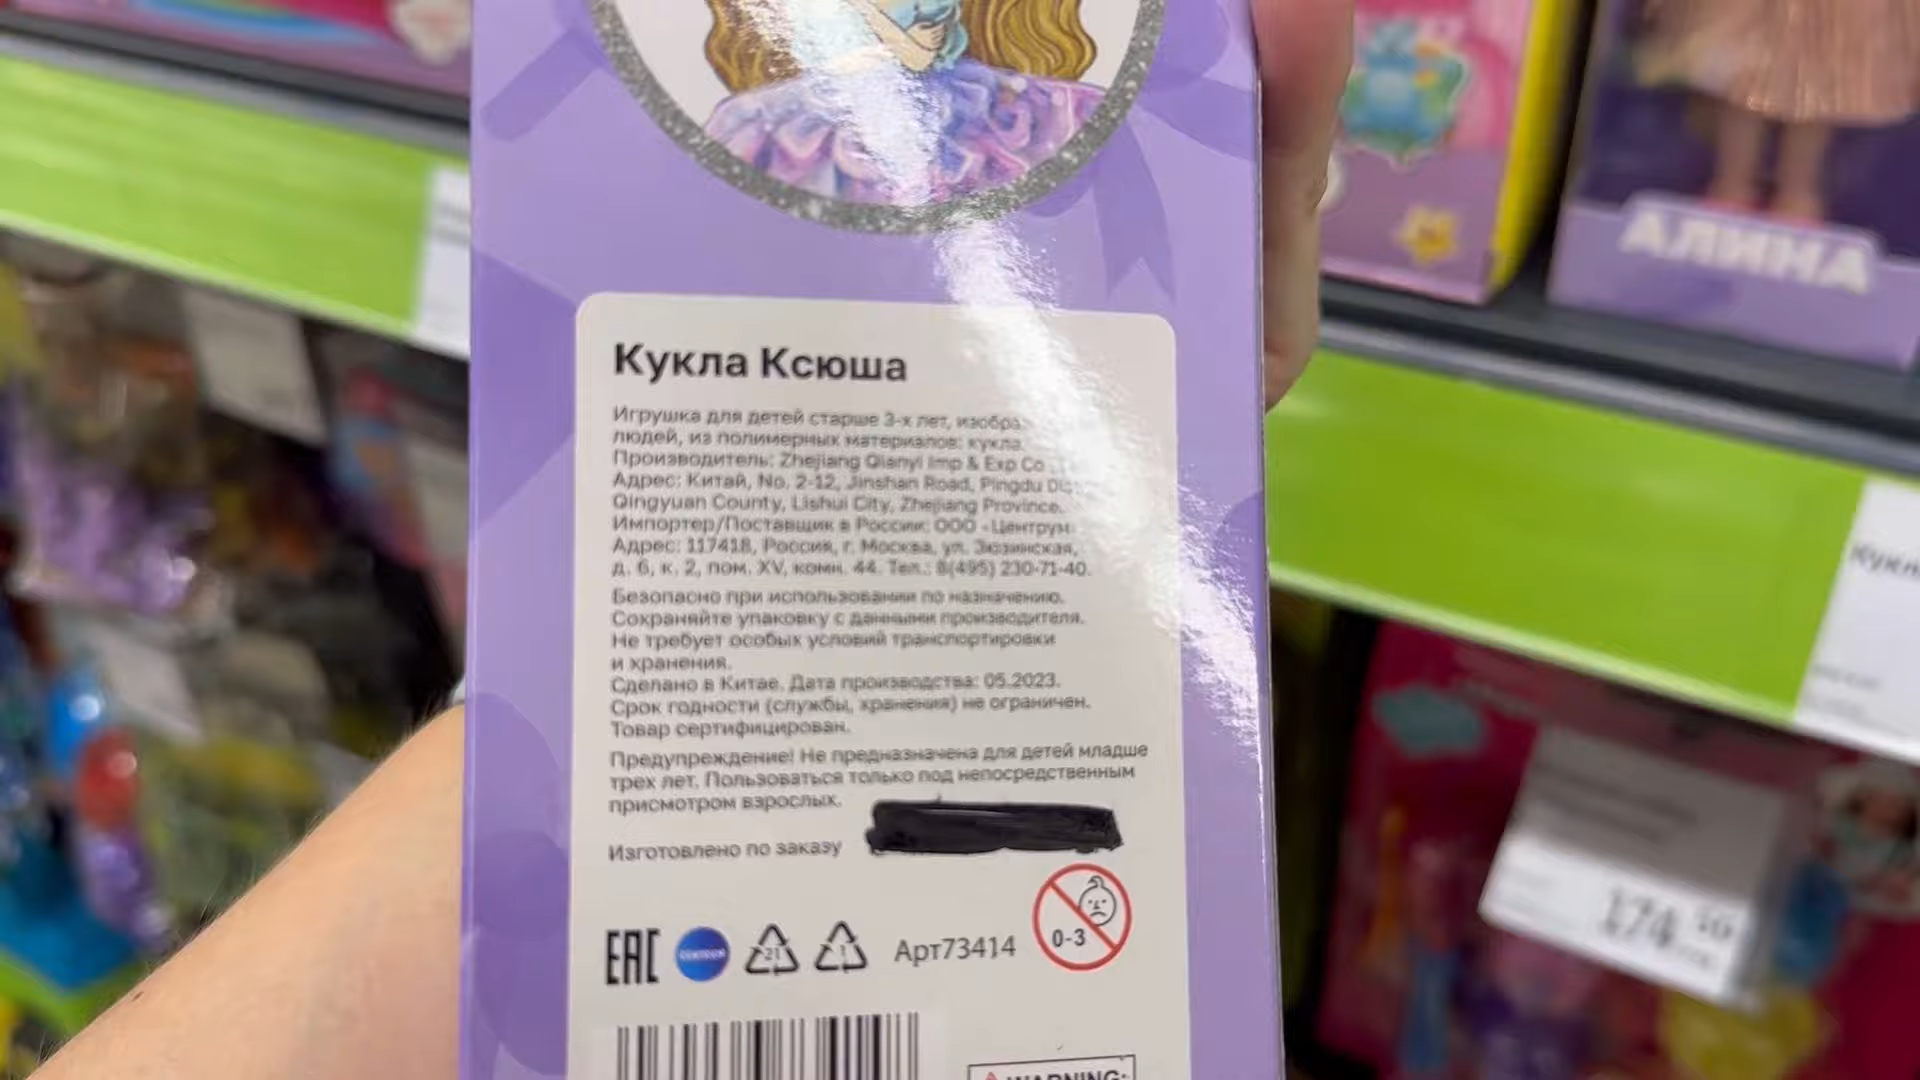 АЛИНА
Кукла Ксюша
Игрушка для детей старше 3-х лет, изобра
людей, из полимерных материалов: кукла.
Производитель: Zhejiang Qianyi Imp & Exp Co
Адрес: Китай, No. 2-12, Jinshan Road, Pingdu
Qingyuan County, Lishui City, Zhejiang Province.
Импортер/Поставщик в России: ООО «Центрум»
Адрес: 117418, Россия, г. Москва, ул. Зюзинская,
д. 6, к. 2, пом. XV, комн. 44. Тел.: 8(495) 230-71-40.
Безопасно при использовании по назначению.
Сохраняйте упаковку с данными производителя.
Не требует особых условий транспортировки
и хранения.
Сделано в Китае. Дата производства: 05.2023.
Срок годности (службы, хранения) не ограничен.
Товар сертифицирован.
Предупреждение! Не предназначена для детей младше
трех лет. Пользоваться только под непосредственным
присмотром взрослых.
Изготовлено по заказу
EAC CENTRUM 21 1 Арт73414 0-3
WARNING:
174 50